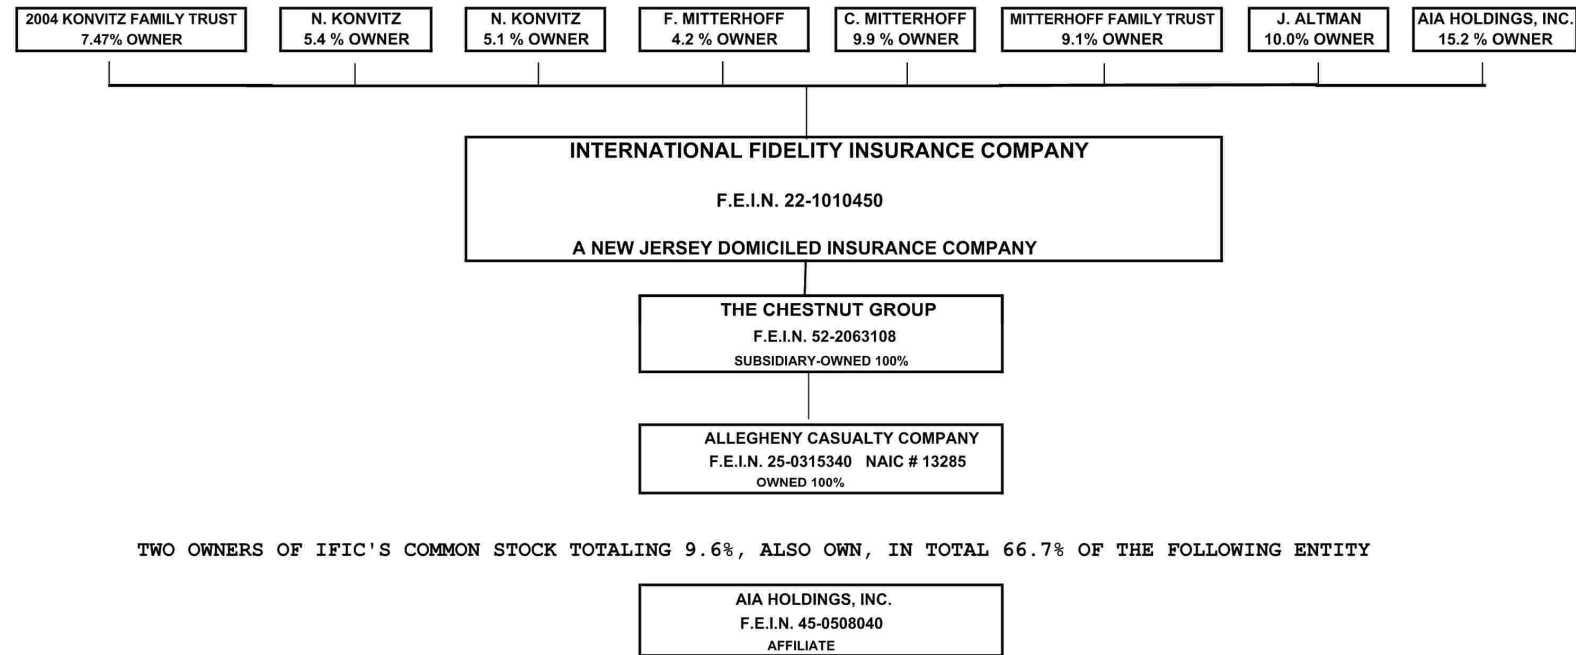 2004 KONVITZ FAMILY TRUST
7.47% OWNER
N. KONVITZ
5.4 % OWNER
N. KONVITZ
5.1 % OWNER
F. MITTERHOFF
4.2 % OWNER
C. MITTERHOFF
9.9 % OWNER
MITTERHOFF FAMILY TRUST
9.1% OWNER
J. ALTMAN
10.0% OWNER
AIA HOLDINGS, INC.
15.2 % OWNER
INTERNATIONAL FIDELITY INSURANCE COMPANY
F.E.I.N. 22-1010450
A NEW JERSEY DOMICILED INSURANCE COMPANY
THE CHESTNUT GROUP
F.E.I.N. 52-2063108
SUBSIDIARY-OWNED 100%
ALLEGHENY CASUALTY COMPANY
F.E.I.N. 25-0315340 NAIC # 13285
OWNED 100%
TWO OWNERS OF IFIC'S COMMON STOCK TOTALING 9.6%, ALSO OWN, IN TOTAL 66.7% OF THE FOLLOWING ENTITY
AIA HOLDINGS, INC.
F.E.I.N. 45-0508040
AFFILIATE